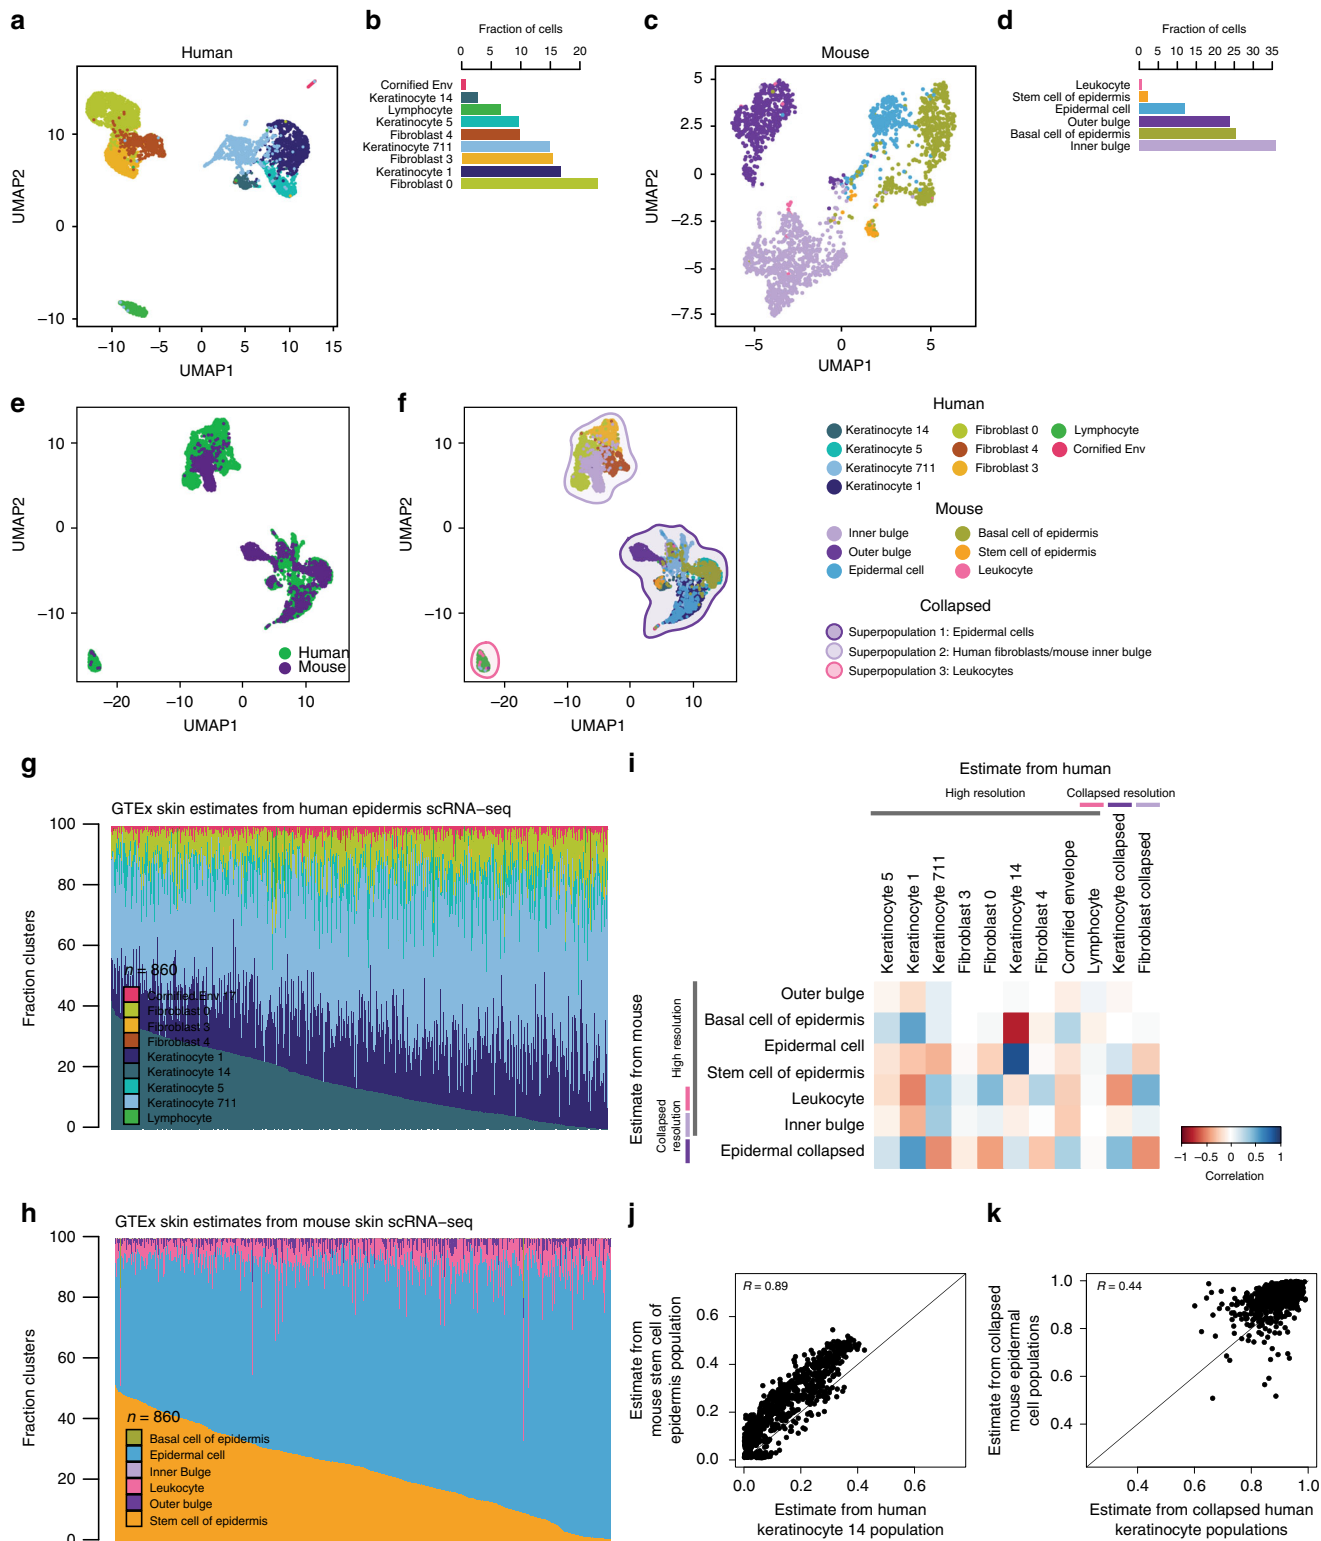 a
Human
UMAP2
10
0
−10
−10
−5
0
5
10
15
UMAP1
b
Fraction of cells
0
5
10
15
20
Cornified Env
Keratinocyte 14
Lymphocyte
Keratinocyte 5
Fibroblast 4
Keratinocyte 711
Fibroblast 3
Keratinocyte 1
Fibroblast 0
c
Mouse
UMAP2
5
2.5
0
−2.5
−5
−7.5
−5
0
5
UMAP1
d
Fraction of cells
0
5
10
15
20
25
30
35
Leukocyte
Stem cell of epidermis
Epidermal cell
Outer bulge
Basal cell of epidermis
Inner bulge
e
UMAP2
10
0
−10
Human
Mouse
−20
−10
0
10
UMAP1
f
UMAP2
10
0
−10
−20
−10
0
10
UMAP1
Human
Keratinocyte 14
Fibroblast 0
Lymphocyte
Keratinocyte 5
Fibroblast 4
Cornified Env
Keratinocyte 711
Fibroblast 3
Keratinocyte 1
Mouse
Inner bulge
Basal cell of epidermis
Outer bulge
Stem cell of epidermis
Epidermal cell
Leukocyte
Collapsed
Superpopulation 1: Epidermal cells
Superpopulation 2: Human fibroblasts/mouse inner bulge
Superpopulation 3: Leukocytes
g
GTEx skin estimates from human epidermis scRNA−seq
Fraction clusters
100
80
60
40
20
0
n = 860
Cornified Env 17
Fibroblast 0
Fibroblast 3
Fibroblast 4
Keratinocyte 1
Keratinocyte 14
Keratinocyte 5
Keratinocyte 711
Lymphocyte
h
GTEx skin estimates from mouse skin scRNA−seq
Fraction clusters
100
80
60
40
20
0
n = 860
Basal cell of epidermis
Epidermal cell
Inner Bulge
Leukocyte
Outer bulge
Stem cell of epidermis
i
Estimate from human
High resolution
Collapsed resolution
Keratinocyte 5
Keratinocyte 1
Keratinocyte 711
Fibroblast 3
Fibroblast 0
Keratinocyte 14
Fibroblast 4
Cornified envelope
Lymphocyte
Keratinocyte collapsed
Fibroblast collapsed
Estimate from mouse
High resolution
Collapsed
resolution
Outer bulge
Basal cell of epidermis
Epidermal cell
Stem cell of epidermis
Leukocyte
Inner bulge
Epidermal collapsed
−1
−0.5
0
0.5
1
Correlation
j
R = 0.89
Estimate from
mouse stem cell of
epidermis population
0.6
0.4
0.2
0.0
0.0
0.2
0.4
0.6
Estimate from human
keratinocyte 14 population
k
R = 0.44
Estimate from collapsed
mouse epidermal
cell populations
1.0
0.8
0.6
0.4
0.4
0.6
0.8
1.0
Estimate from collapsed human
keratinocyte populations